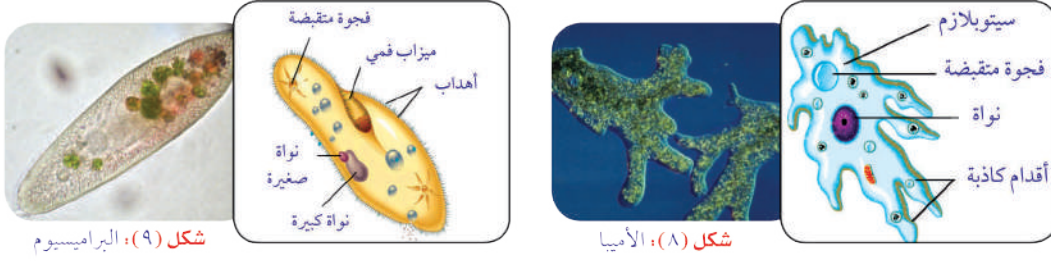 سيتوبلازم
فجوة متقبضة
نواة
أقدام كاذبة
شكل (٨): الأميبا
فجوة متقبضة
ميزاب فمي
أهداب
نواة
صغيرة
نواة كبيرة
شكل (٩): البراميسيوم